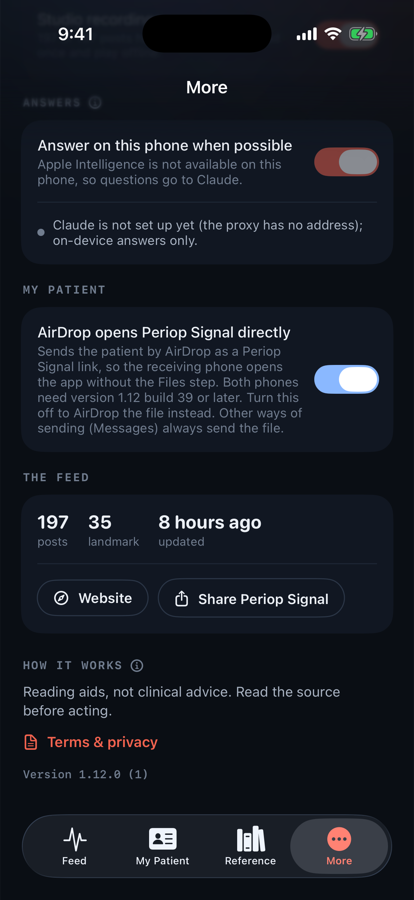 9:41
More
ANSWERS
Answer on this phone when possible
Apple Intelligence is not available on this
phone, so questions go to Claude.
Claude is not set up yet (the proxy has no address);
on-device answers only.
MY PATIENT
AirDrop opens Periop Signal directly
Sends the patient by AirDrop as a Periop
Signal link, so the receiving phone opens
the app without the Files step. Both phones
need version 1.12 build 39 or later. Turn this
off to AirDrop the file instead. Other ways of
sending (Messages) always send the file.
THE FEED
197 35 8 hours ago
posts landmark updated
Website Share Periop Signal
HOW IT WORKS
Reading aids, not clinical advice. Read the source
before acting.
Terms & privacy
Version 1.12.0 (1)
Feed My Patient Reference More